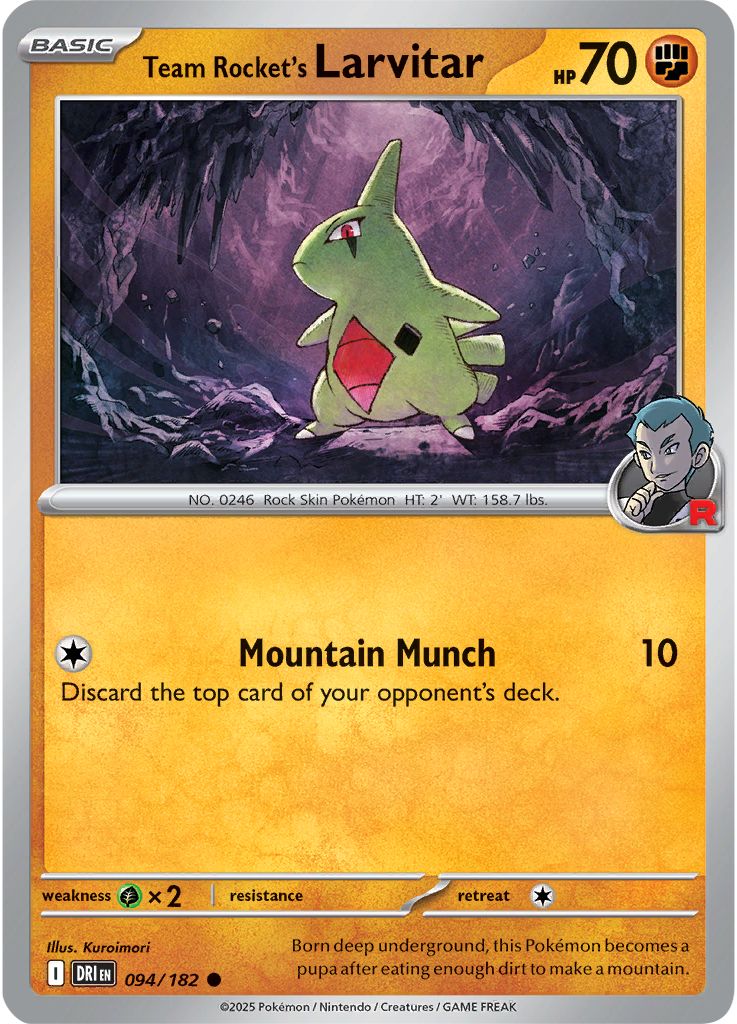 BASIC
Team Rocket's Larvitar
HP 70
NO. 0246 Rock Skin Pokémon HT: 2' WT: 158.7 lbs.
R
Mountain Munch 10
Discard the top card of your opponent's deck.
weakness ×2 resistance retreat
Illus. Kuroimori
Born deep underground, this Pokémon becomes a
pupa after eating enough dirt to make a mountain.
I DRI EN 094/182
©2025 Pokémon / Nintendo / Creatures / GAME FREAK